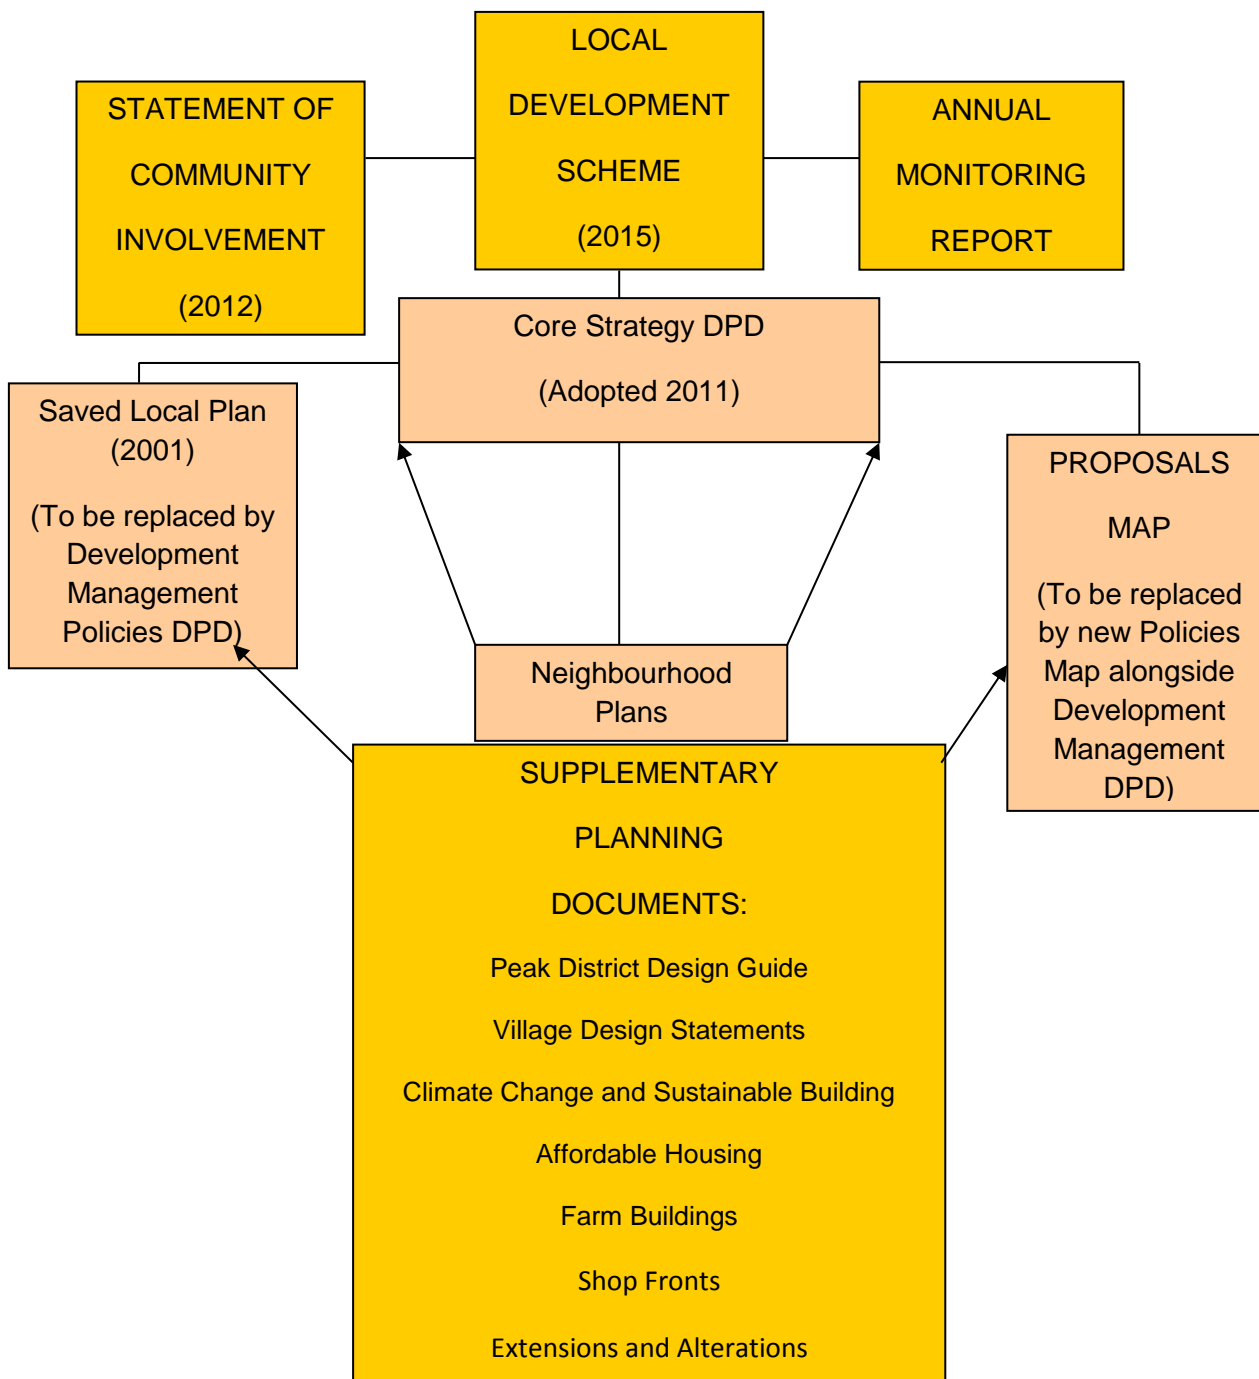 LOCAL
DEVELOPMENT
SCHEME
(2015)
STATEMENT OF
COMMUNITY
INVOLVEMENT
(2012)
ANNUAL
MONITORING
REPORT
Core Strategy DPD
(Adopted 2011)
Saved Local Plan
(2001)
(To be replaced by
Development
Management
Policies DPD)
PROPOSALS
MAP
(To be replaced
by new Policies
Map alongside
Development
Management
DPD)
Neighbourhood
Plans
SUPPLEMENTARY
PLANNING
DOCUMENTS:
Peak District Design Guide
Village Design Statements
Climate Change and Sustainable Building
Affordable Housing
Farm Buildings
Shop Fronts
Extensions and Alterations